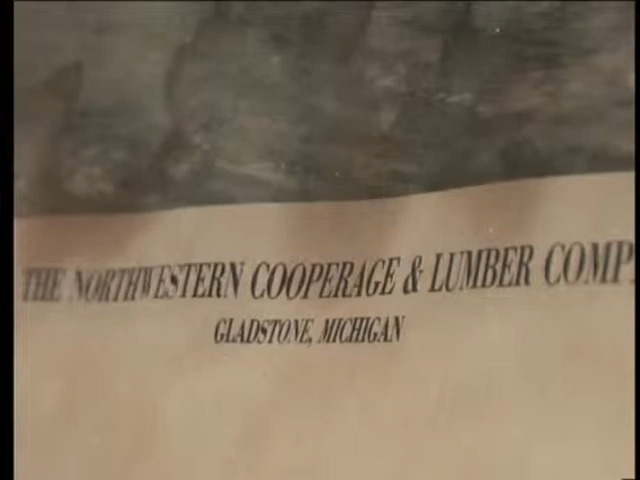 THE NORTHWESTERN COOPERAGE & LUMBER COMP
GLADSTONE, MICHIGAN